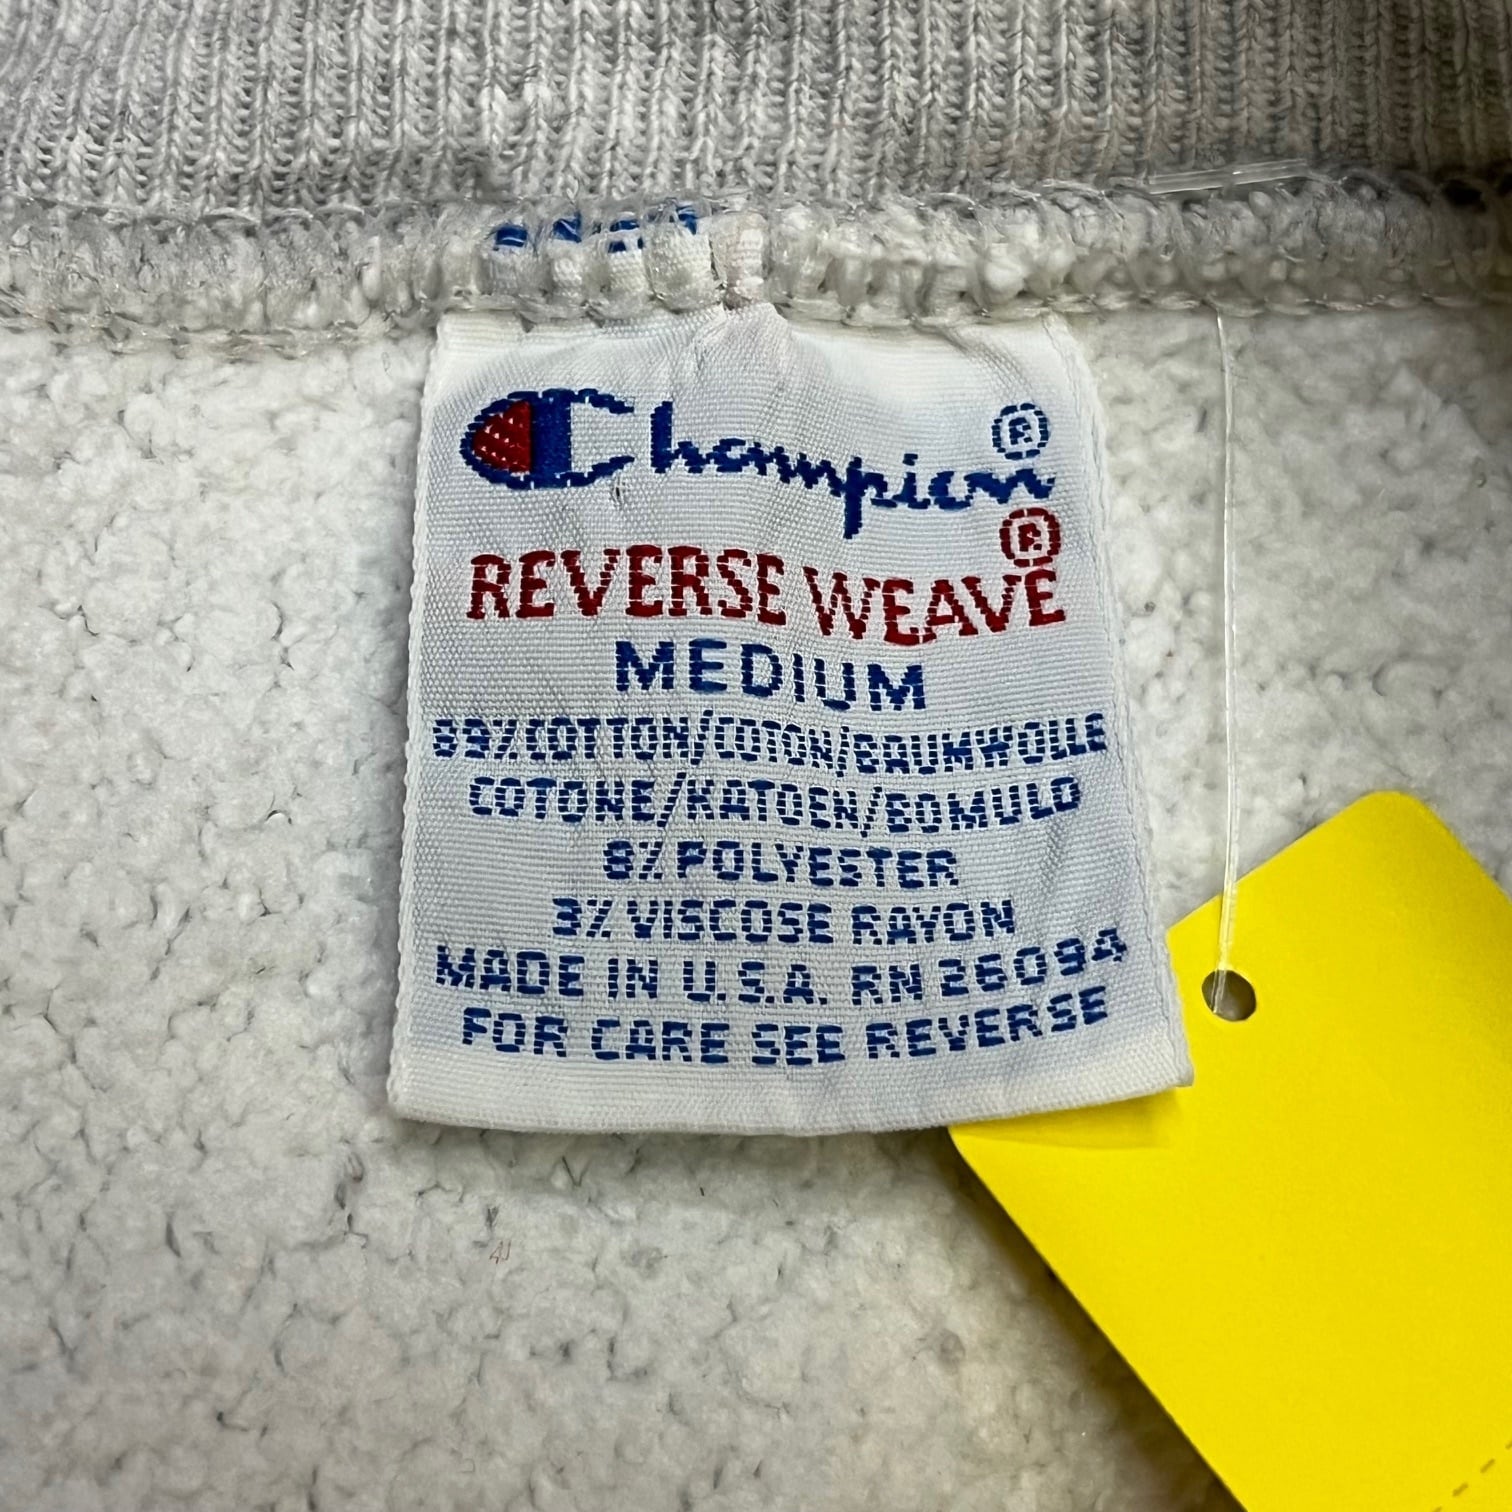 Champion®
REVERSE WEAVE®
MEDIUM
89% COTTON/COTON/BAUMWOLLE
COTONE/KATOEN/BOMULD
8% POLYESTER
3% VISCOSE RAYON
MADE IN U.S.A. RN 26094
FOR CARE SEE REVERSE